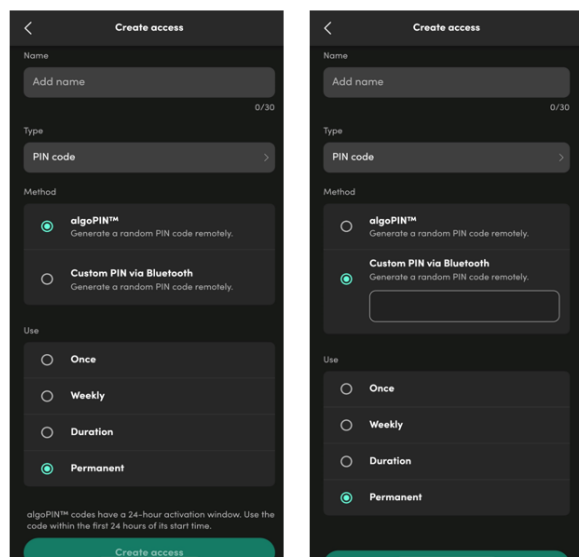 Create access
Name
Add name
0/30
Type
PIN code
Method
algoPIN™
Generate a random PIN code remotely.
Custom PIN via Bluetooth
Generate a random PIN code remotely.
Use
Once
Weekly
Duration
Permanent
algoPIN™ codes have a 24-hour activation window. Use the
code within the first 24 hours of its start time.
Create access
Create access
Name
Add name
0/30
Type
PIN code
Method
algoPIN™
Generate a random PIN code remotely.
Custom PIN via Bluetooth
Generate a random PIN code remotely.
Use
Once
Weekly
Duration
Permanent